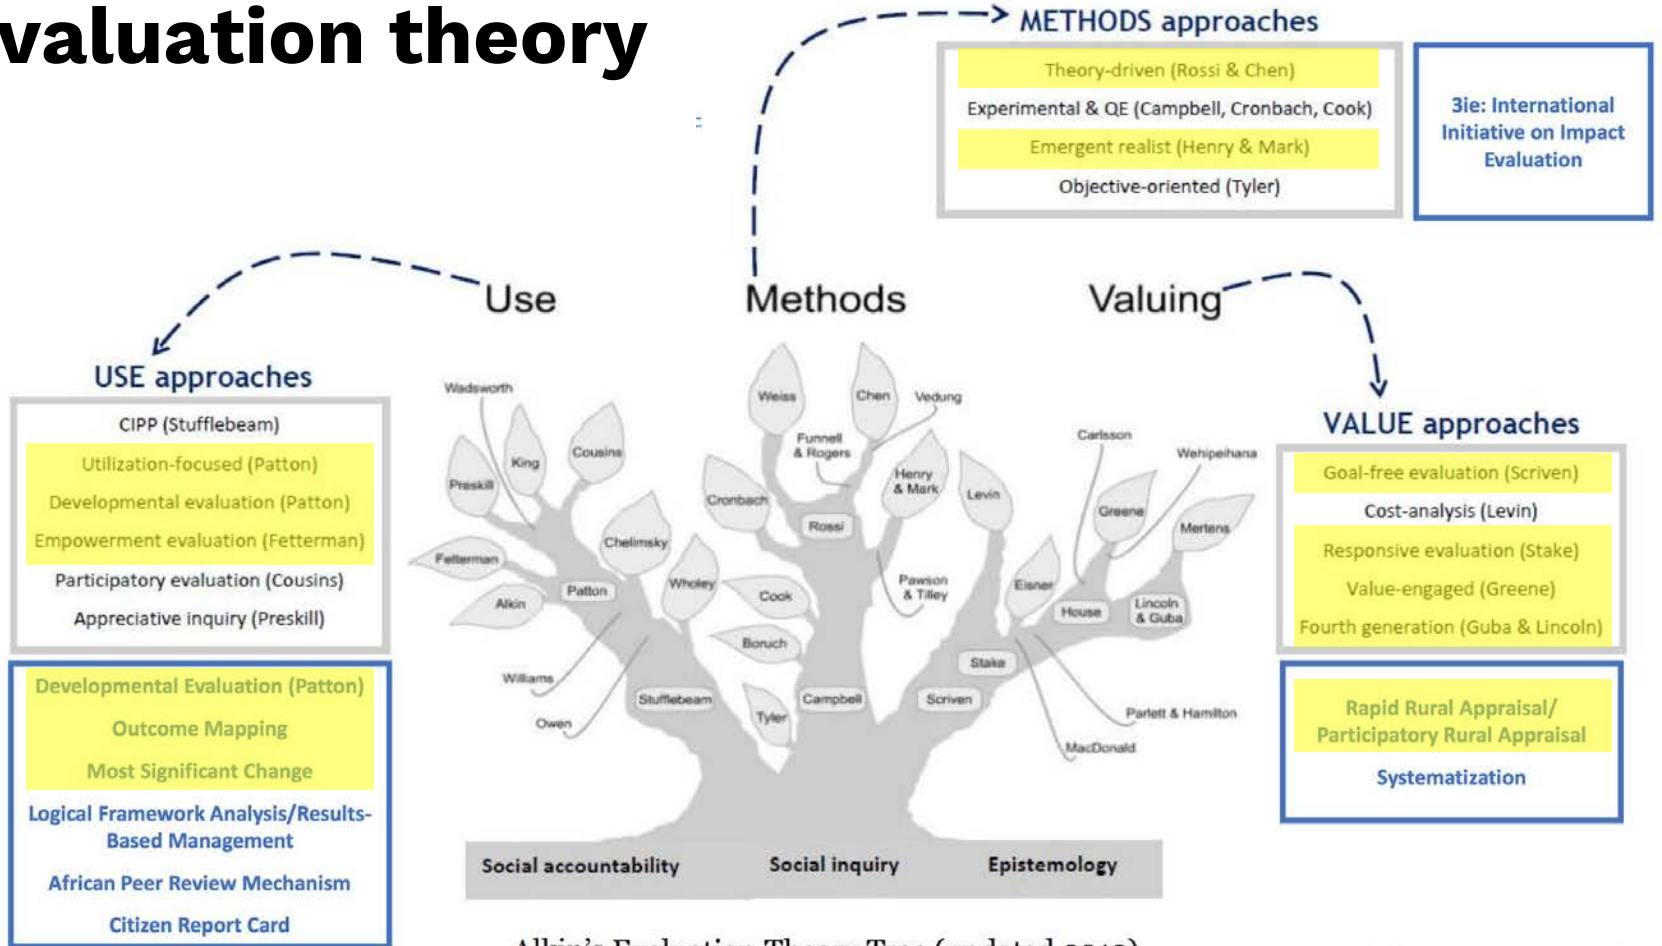 valuation theory
METHODS approaches
Theory-driven (Rossi & Chen)
Experimental & QE (Campbell, Cronbach, Cook)
Emergent realist (Henry & Mark)
Objective-oriented (Tyler)
3ie: International
Initiative on Impact
Evaluation
Use
Methods
Valuing
USE approaches
CIPP (Stufflebeam)
Utilization-focused (Patton)
Developmental evaluation (Patton)
Empowerment evaluation (Fetterman)
Participatory evaluation (Cousins)
Appreciative inquiry (Preskill)
Developmental Evaluation (Patton)
Outcome Mapping
Most Significant Change
Logical Framework Analysis/Results-
Based Management
African Peer Review Mechanism
Citizen Report Card
Wadsworth
King
Cousins
Preskill
Chelimsky
Fetterman
Patton
Wholey
Alkin
Williams
Owen
Stufflebeam
Weiss
Chen
Vedung
Funnell
& Rogers
Henry
& Mark
Cronbach
Rossi
Cook
Pawson
& Tilley
Boruch
Tyler
Campbell
Levin
Carlsson
Wehipeihana
Greene
Mertens
Eisner
House
Lincoln
& Guba
Stake
Scriven
Parlett & Hamilton
MacDonald
VALUE approaches
Goal-free evaluation (Scriven)
Cost-analysis (Levin)
Responsive evaluation (Stake)
Value-engaged (Greene)
Fourth generation (Guba & Lincoln)
Rapid Rural Appraisal/
Participatory Rural Appraisal
Systematization
Social accountability
Social inquiry
Epistemology
Alkin's Evaluation Theory Tree (updated